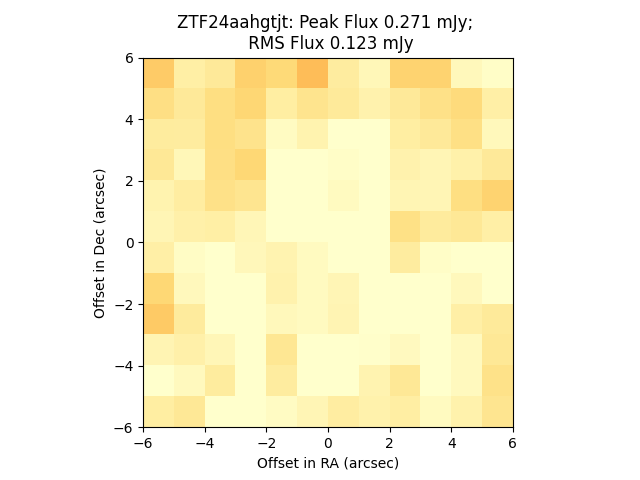 ZTF24aahgtjt: Peak Flux 0.271 mJy;
RMS Flux 0.123 mJy
6
4
2
0
−2
−4
−6
Offset in Dec (arcsec)
−6 −4 −2 0 2 4 6
Offset in RA (arcsec)